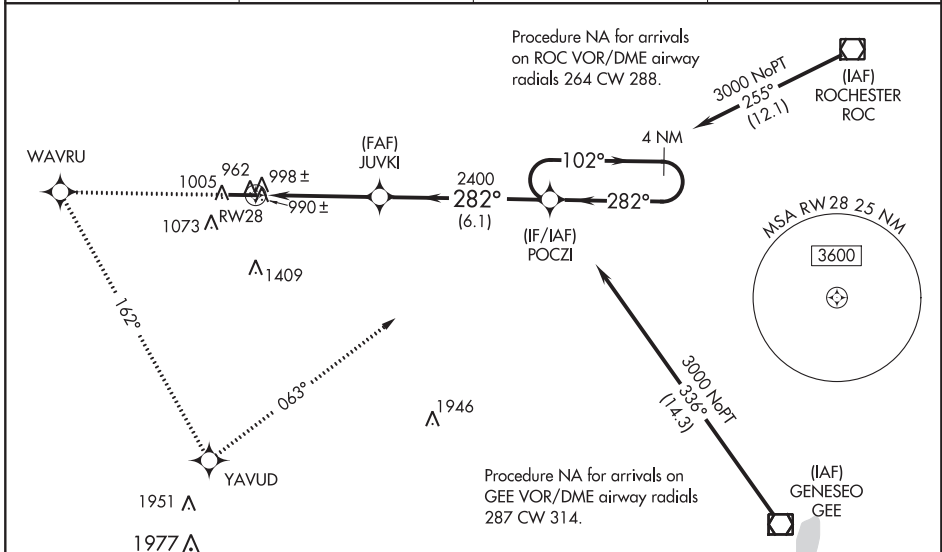 Procedure NA for arrivals
on ROC VOR/DME airway
radials 264 CW 288.
(IAF)
ROCHESTER
ROC
3000 NoPT
255°
(12.1)
4 NM
102°
282°
(IF/IAF)
POCZI
2400
282°
(6.1)
(FAF)
JUVKI
WAVRU
1005
962
998±
990±
RW28
1073
1409
MSA RW 28 25 NM
3600
162°
063°
YAVUD
1946
1951
1977
3000 NoPT
336°
(14.3)
Procedure NA for arrivals on
GEE VOR/DME airway radials
287 CW 314.
(IAF)
GENESEO
GEE